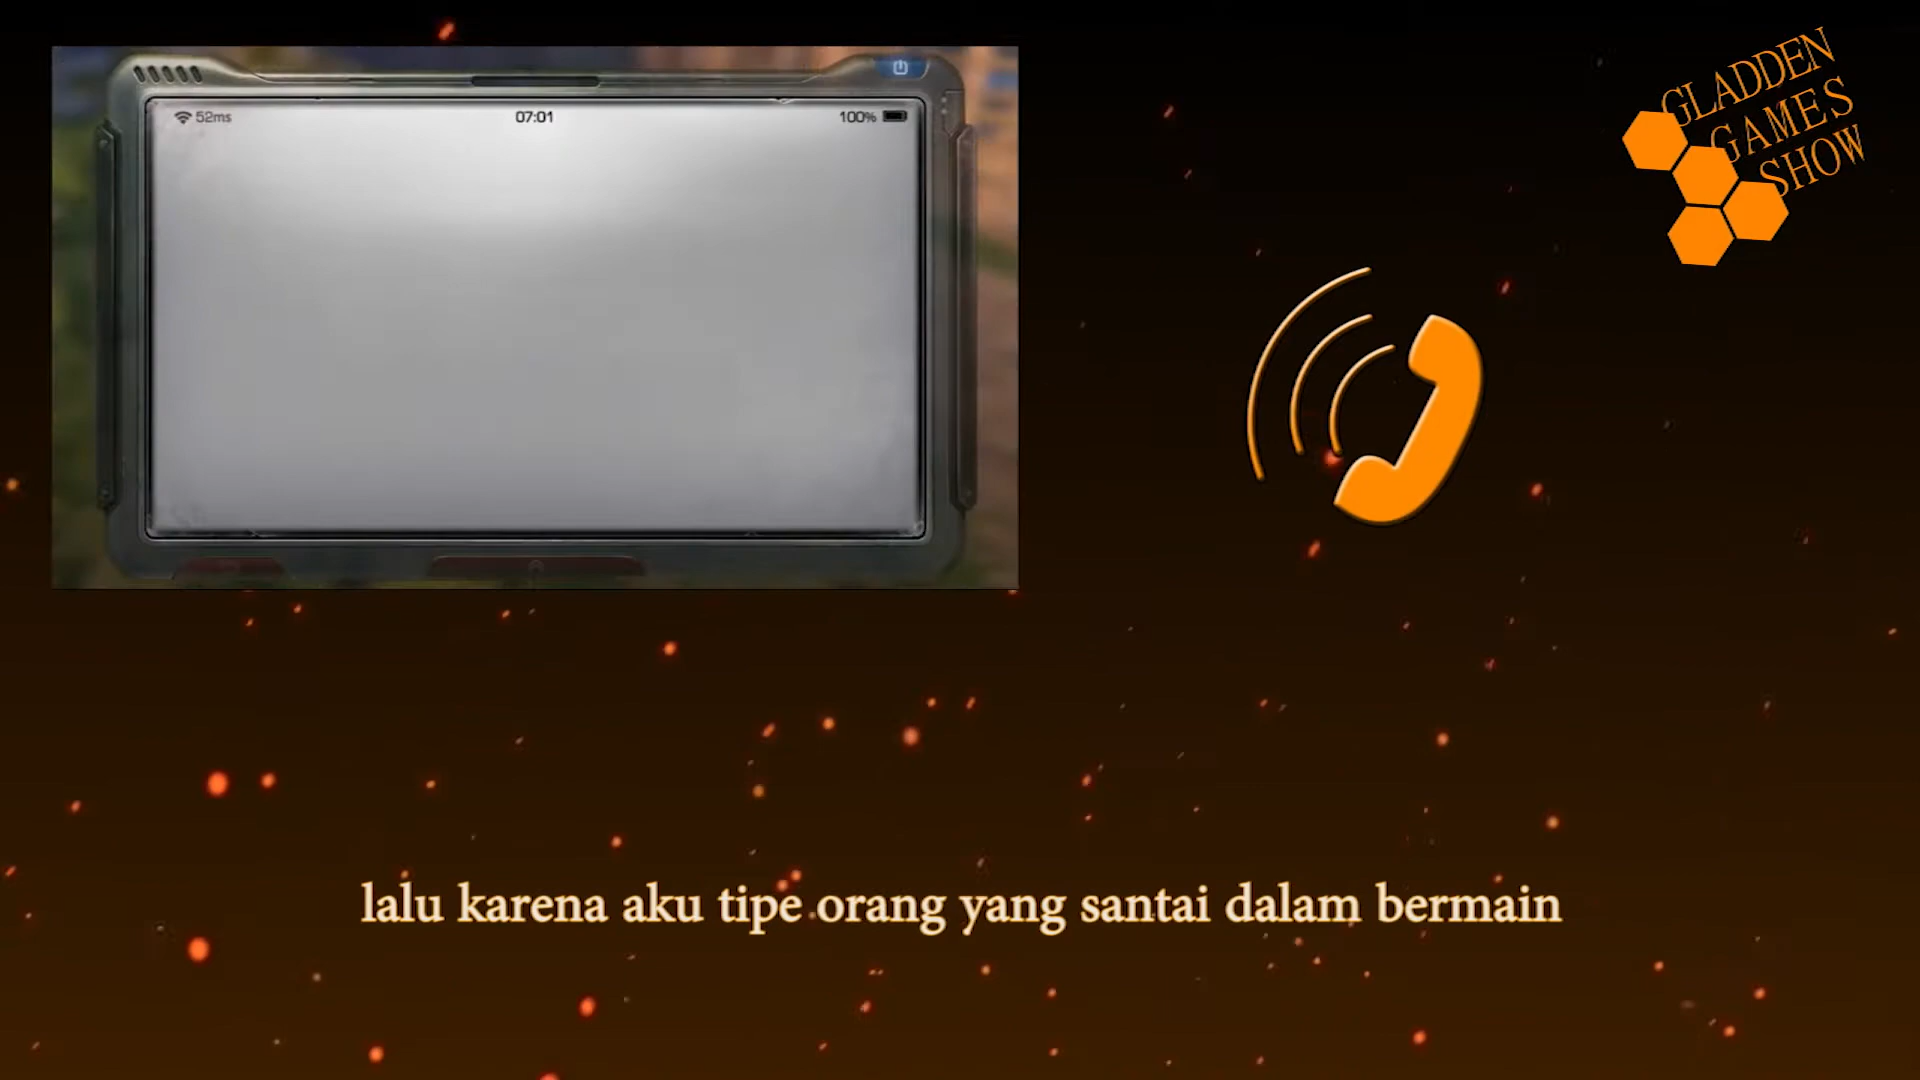 52ms
07:01
100%
GLADDEN
GAMES
SHOW
lalu karena aku tipe orang yang santai dalam bermain